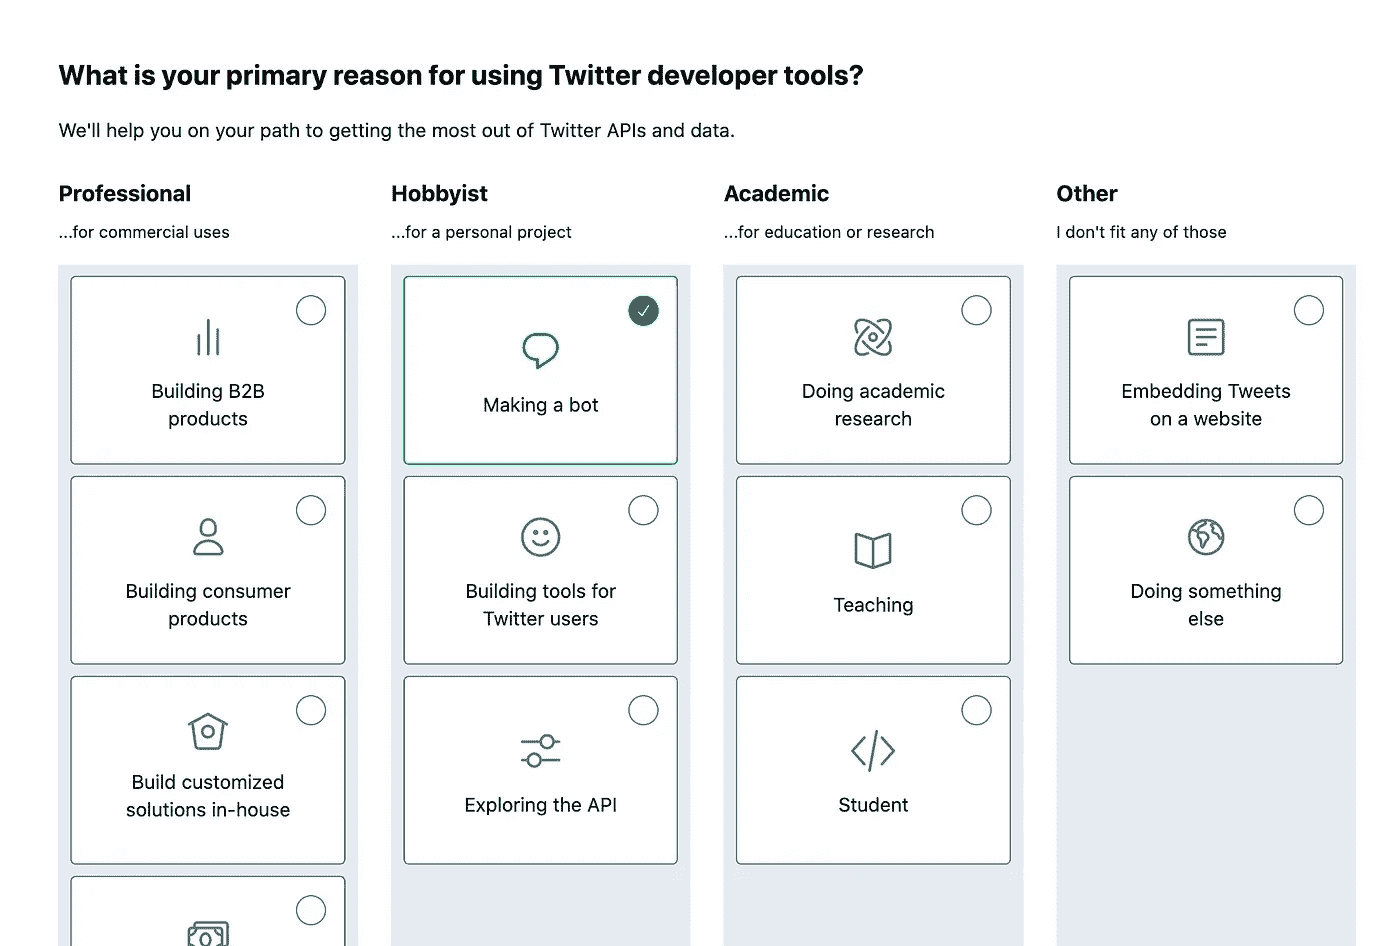 What is your primary reason for using Twitter developer tools?
We'll help you on your path to getting the most out of Twitter APIs and data.
Professional
...for commercial uses
Building B2B
products
Building consumer
products
Build customized
solutions in-house
Hobbyist
...for a personal project
Making a bot
Building tools for
Twitter users
Exploring the API
Academic
...for education or research
Doing academic
research
Teaching
Student
Other
I don't fit any of those
Embedding Tweets
on a website
Doing something
else